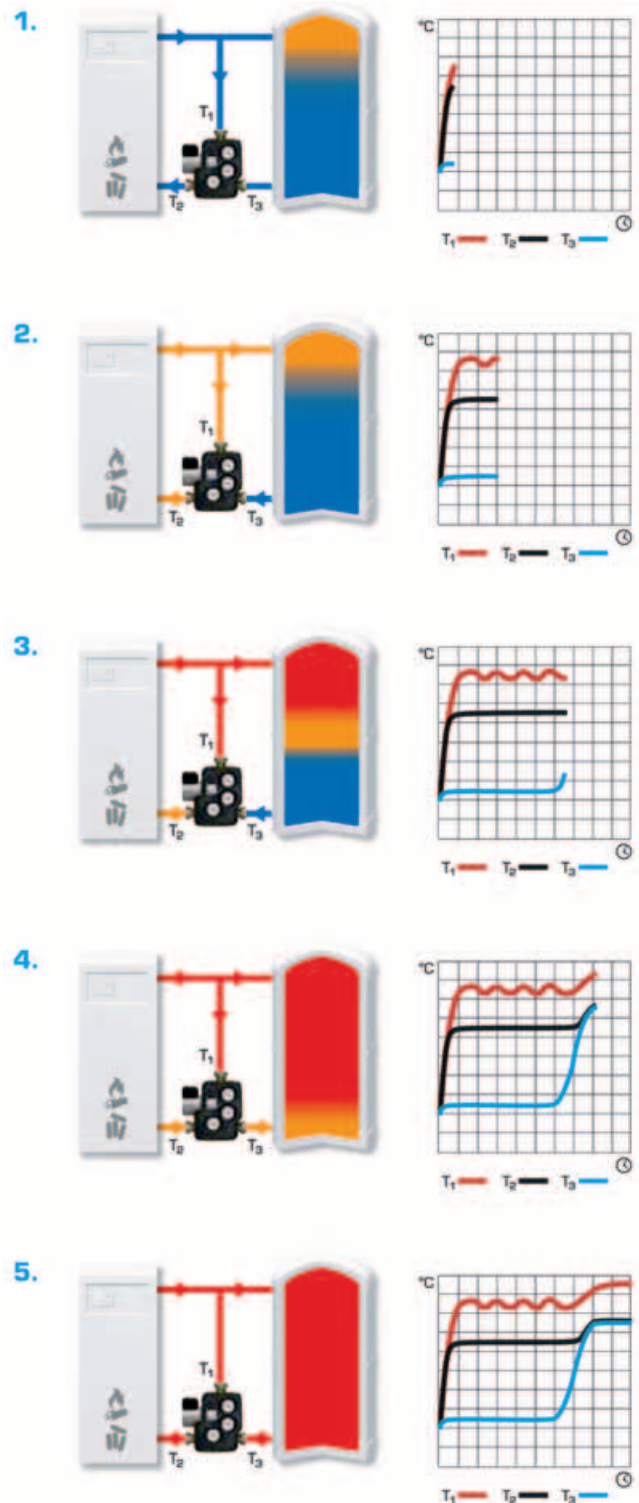 1.
°C
T₁
T₂
T₃
T₁ T₂ T₃
2.
°C
T₁
T₂
T₃
T₁ T₂ T₃
3.
°C
T₁
T₂
T₃
T₁ T₂ T₃
4.
°C
T₁
T₂
T₃
T₁ T₂ T₃
5.
°C
T₁
T₂
T₃
T₁ T₂ T₃